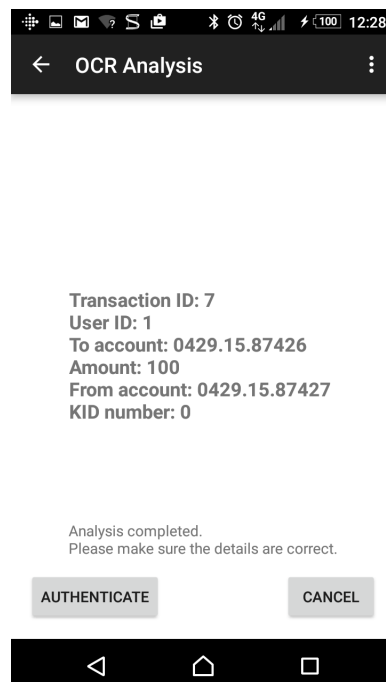 4G 100 12:28
OCR Analysis
Transaction ID: 7
User ID: 1
To account: 0429.15.87426
Amount: 100
From account: 0429.15.87427
KID number: 0
Analysis completed.
Please make sure the details are correct.
AUTHENTICATE CANCEL